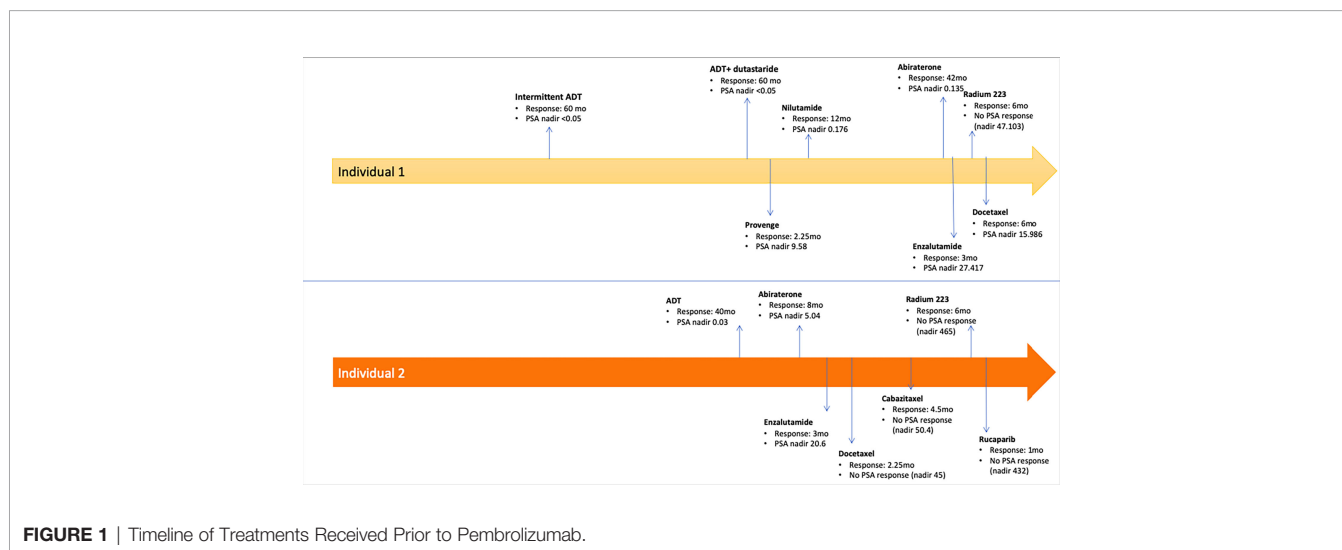 Intermittent ADT
• Response: 60 mo
• PSA nadir <0.05
ADT+ dutastaride
• Response: 60 mo
• PSA nadir <0.05
Nilutamide
• Response: 12mo
• PSA nadir 0.176
Abiraterone
• Response: 42mo
• PSA nadir 0.135
Radium 223
• Response: 6mo
• No PSA response
(nadir 47.103)
Individual 1
Provenge
• Response: 2.25mo
• PSA nadir 9.58
Enzalutamide
• Response: 3mo
• PSA nadir 27.417
Docetaxel
• Response: 6mo
• PSA nadir 15.986
ADT
• Response: 40mo
• PSA nadir 0.03
Abiraterone
• Response: 8mo
• PSA nadir 5.04
Radium 223
• Response: 6mo
• No PSA response
(nadir 465)
Individual 2
Enzalutamide
• Response: 3mo
• PSA nadir 20.6
Docetaxel
• Response: 2.25mo
• No PSA response (nadir 45)
Cabazitaxel
• Response: 4.5mo
• No PSA response
(nadir 50.4)
Rucaparib
• Response: 1mo
• No PSA response
(nadir 432)
FIGURE 1 | Timeline of Treatments Received Prior to Pembrolizumab.